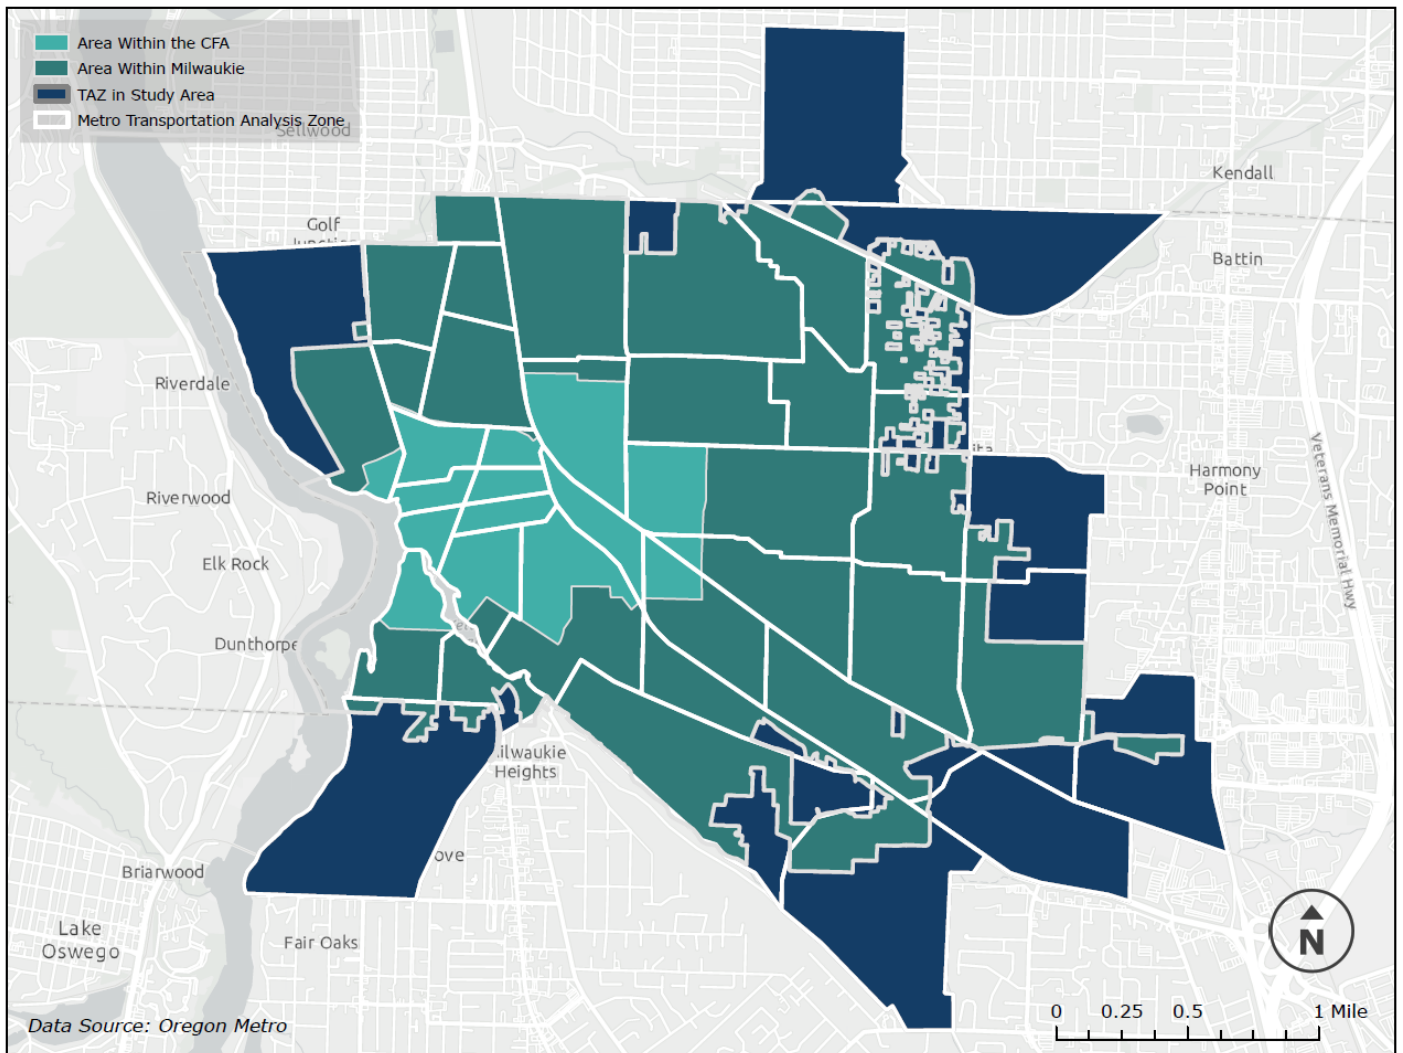 Area Within the CFA
Area Within Milwaukie
TAZ in Study Area
Metro Transportation Analysis Zone
Sellwood
Kendall
Golf
Battin
Riverdale
Harmony
Point
Veterans Memorial Hwy
Riverwood
Elk Rock
Dunthorpe
ilwaukie
Heights
ove
Briarwood
Lake
Oswego
Fair Oaks
N
0 0.25 0.5 1 Mile
Data Source: Oregon Metro